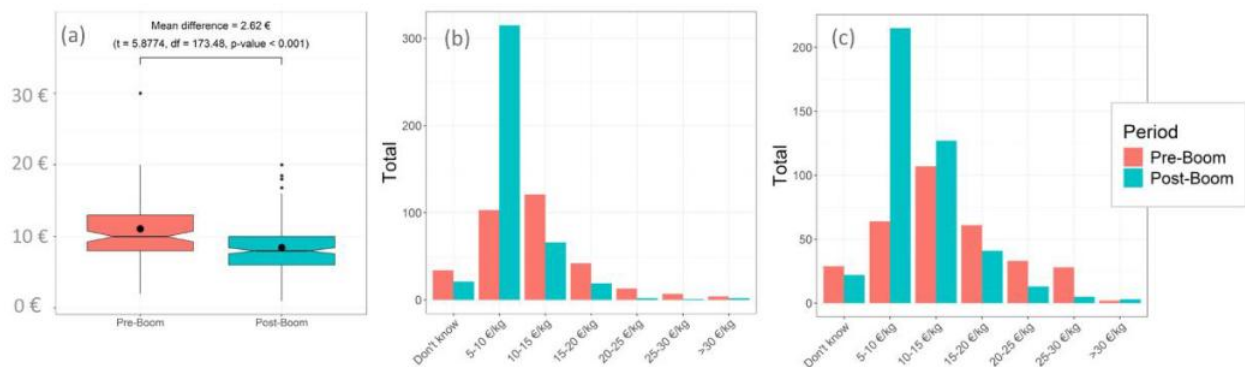 (a)
Mean difference = 2.62 €
(t = 5.8774, df = 173.48, p-value < 0.001)
30 €
20 €
10 €
0 €
Pre-Boom
Post-Boom
(b)
Total
300
200
100
0
Don't know
5-10 €/kg
10-15 €/kg
15-20 €/kg
20-25 €/kg
25-30 €/kg
>30 €/kg
(c)
Total
200
150
100
50
0
Don't know
5-10 €/kg
10-15 €/kg
15-20 €/kg
20-25 €/kg
25-30 €/kg
>30 €/kg
Period
Pre-Boom
Post-Boom